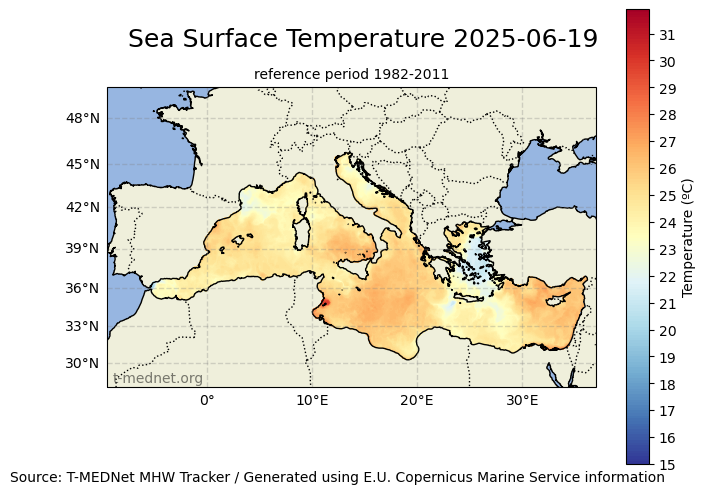 Sea Surface Temperature 2025-06-19
reference period 1982-2011
48°N
45°N
42°N
39°N
36°N
33°N
30°N
0°
10°E
20°E
30°E
t-mednet.org
31
30
29
28
27
26
25
24
23
22
21
20
19
18
17
16
15
Temperature (ºC)
Source: T-MEDNet MHW Tracker / Generated using E.U. Copernicus Marine Service information